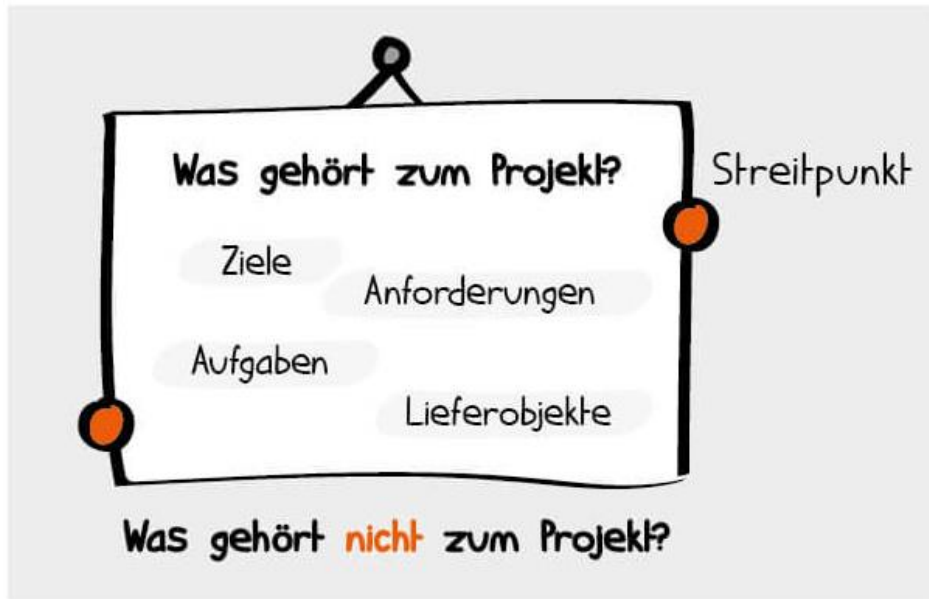 Was gehört zum Projekt?
Streitpunkt
Ziele
Anforderungen
Aufgaben
Lieferobjekte
Was gehört nicht zum Projekt?